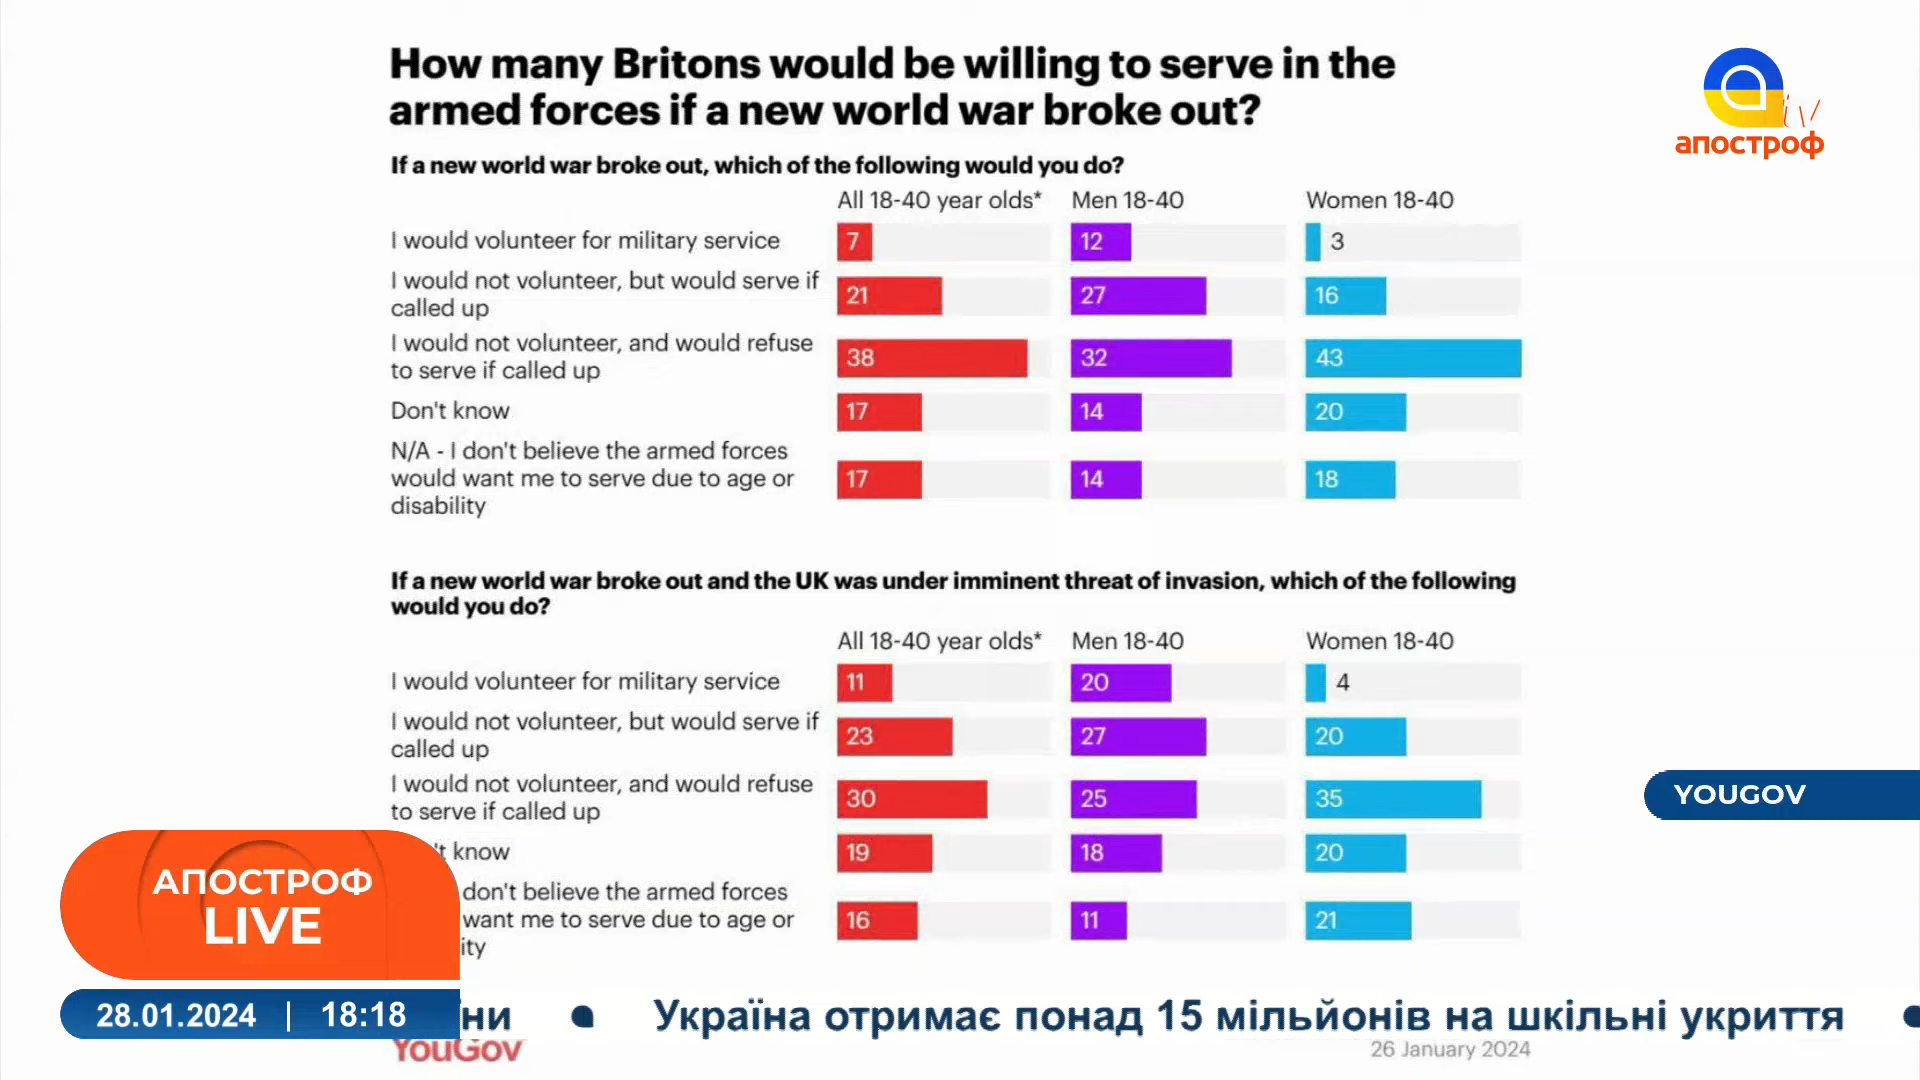 How many Britons would be willing to serve in the
armed forces if a new world war broke out?
If a new world war broke out, which of the following would you do?
All 18-40 year olds* Men 18-40 Women 18-40
I would volunteer for military service 7 12 3
I would not volunteer, but would serve if
called up 21 27 16
I would not volunteer, and would refuse
to serve if called up 38 32 43
Don't know 17 14 20
N/A - I don't believe the armed forces
would want me to serve due to age or
disability 17 14 18
If a new world war broke out and the UK was under imminent threat of invasion, which of the following
would you do?
All 18-40 year olds* Men 18-40 Women 18-40
I would volunteer for military service 11 20 4
I would not volunteer, but would serve if
called up 23 27 20
I would not volunteer, and would refuse
to serve if called up 30 25 35
't know 19 18 20
don't believe the armed forces
want me to serve due to age or
ity 16 11 21
tv
апостроф
YOUGOV
АПОСТРОФ
LIVE
28.01.2024 | 18:18
їни • Україна отримає понад 15 мільйонів на шкільні укриття •
YouGov
26 January 2024